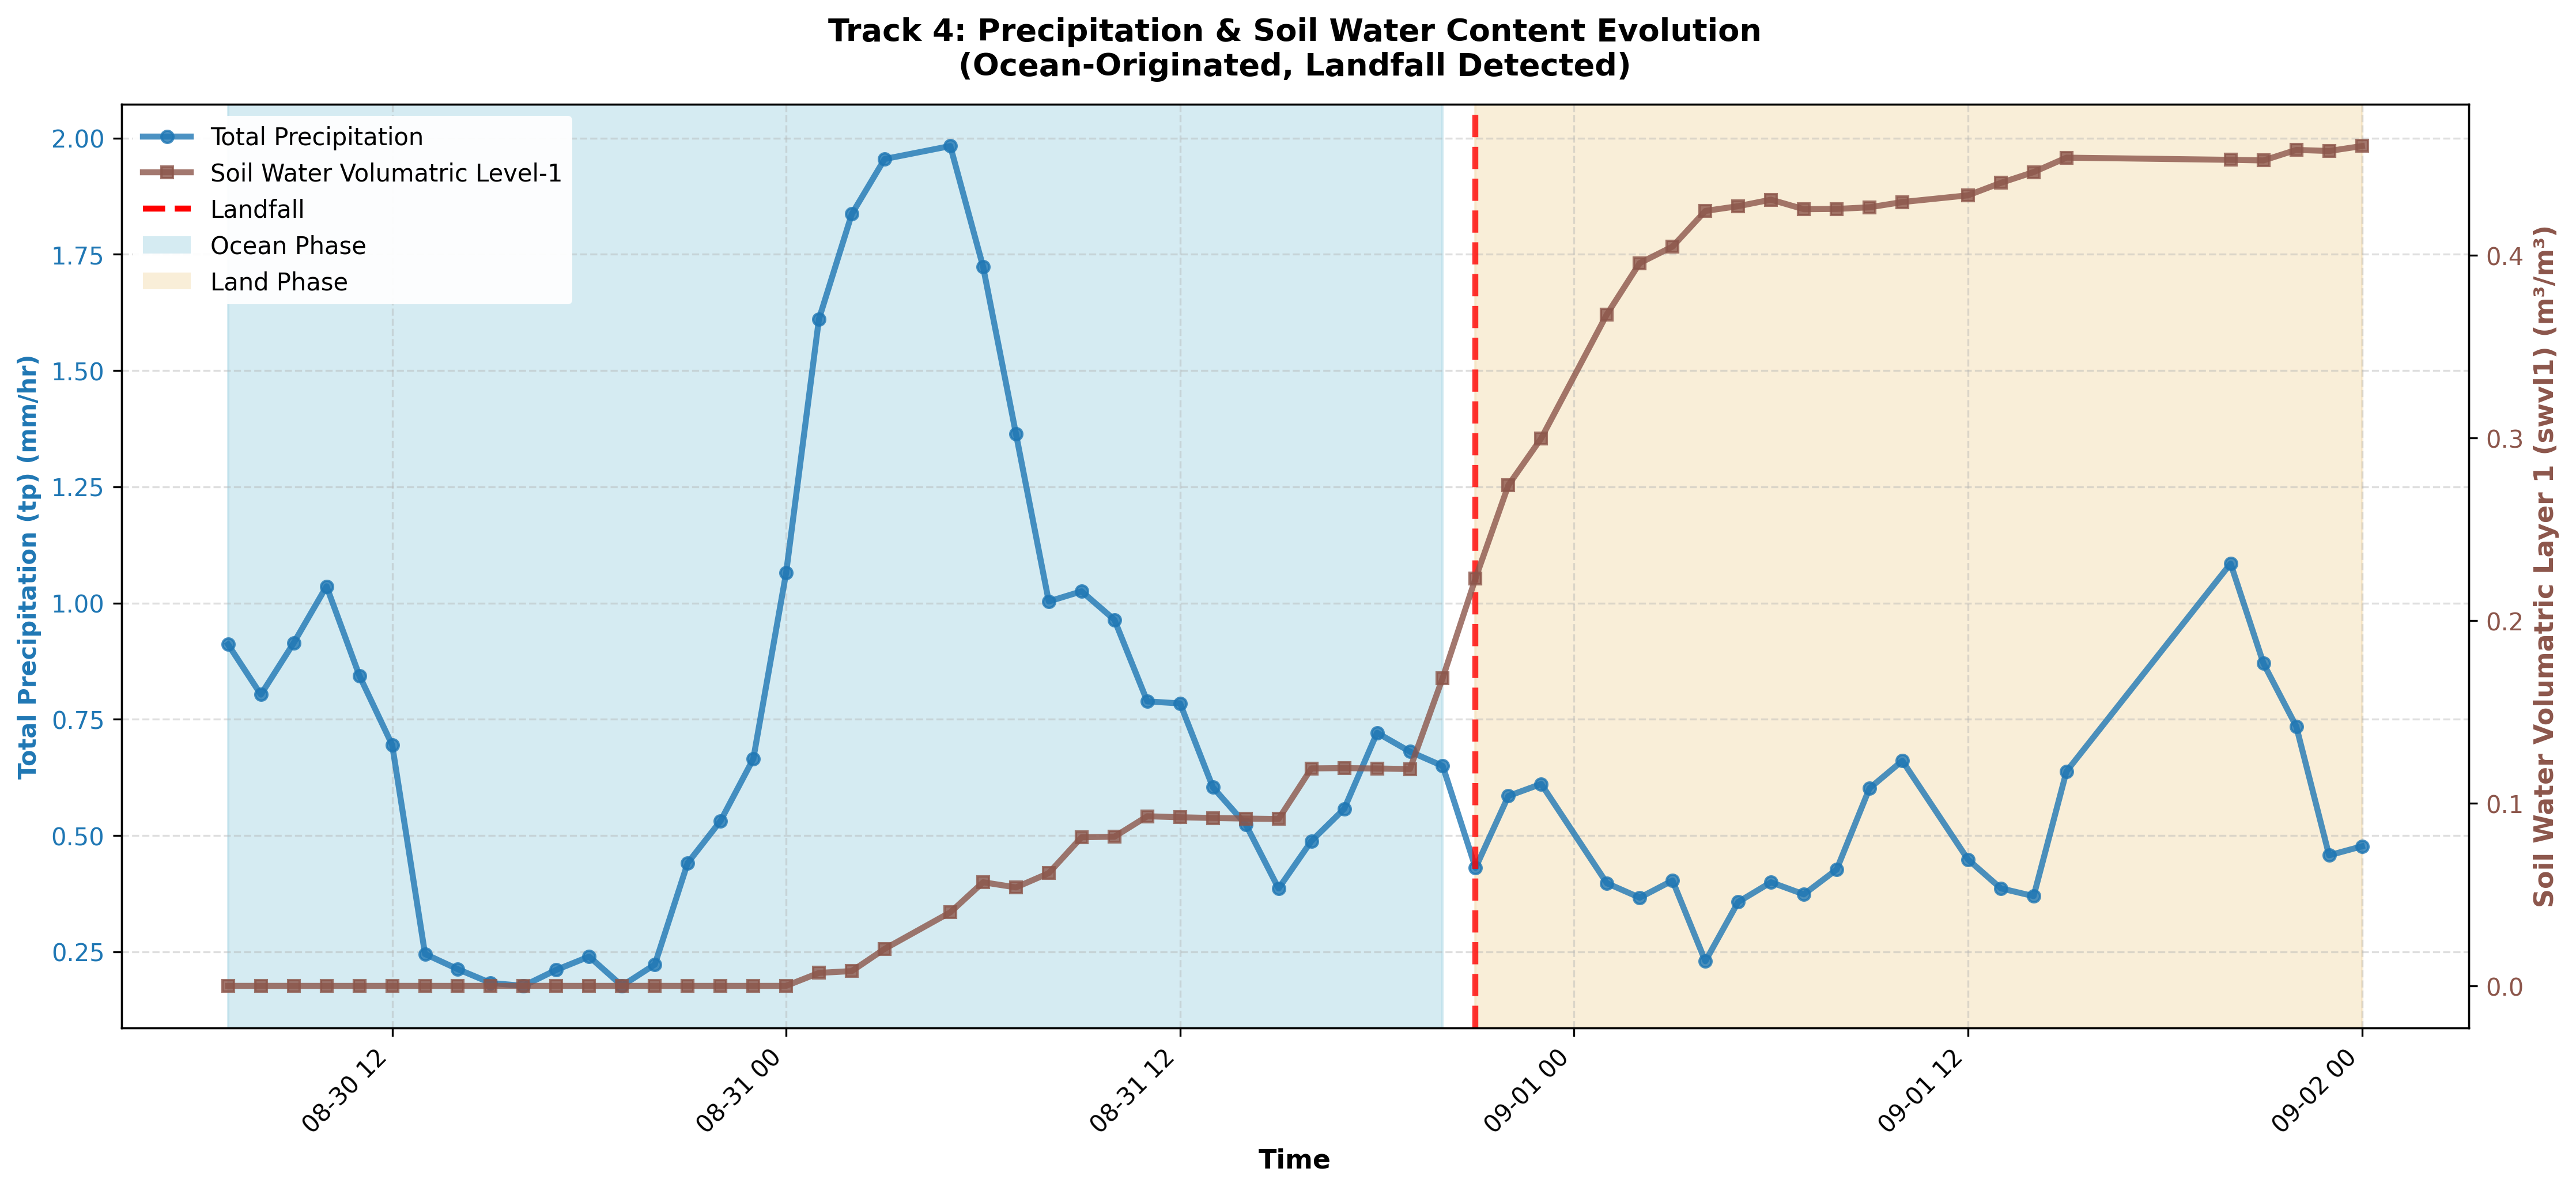 Track 4: Precipitation & Soil Water Content Evolution
(Ocean-Originated, Landfall Detected)
Total Precipitation
Soil Water Volumatric Level-1
Landfall
Ocean Phase
Land Phase
Total Precipitation (tp) (mm/hr)
2.00
1.75
1.50
1.25
1.00
0.75
0.50
0.25
Soil Water Volumatric Layer 1 (swvl1) (m³/m³)
0.4
0.3
0.2
0.1
0.0
08-30 12
08-31 00
08-31 12
09-01 00
09-01 12
09-02 00
Time